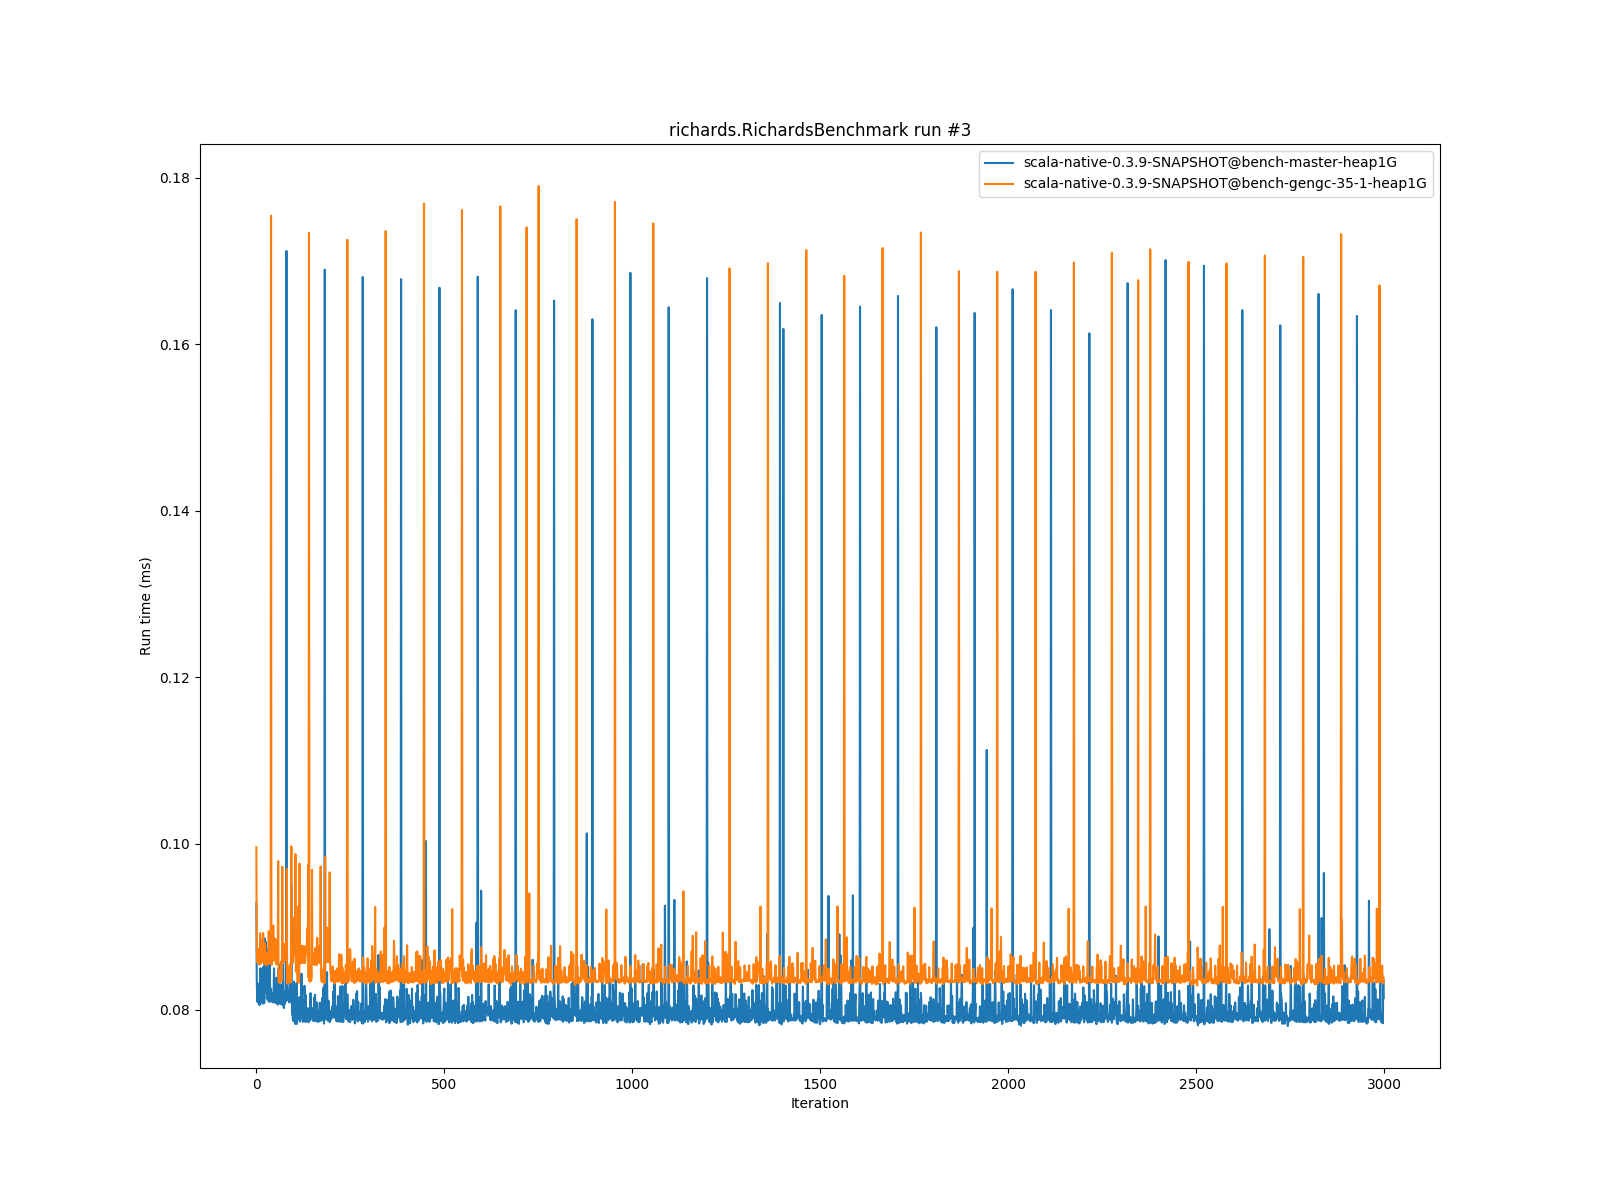 richards.RichardsBenchmark run #3
scala-native-0.3.9-SNAPSHOT@bench-master-heap1G
scala-native-0.3.9-SNAPSHOT@bench-gengc-35-1-heap1G
Run time (ms)
0.18
0.16
0.14
0.12
0.10
0.08
0
500
1000
1500
2000
2500
3000
Iteration